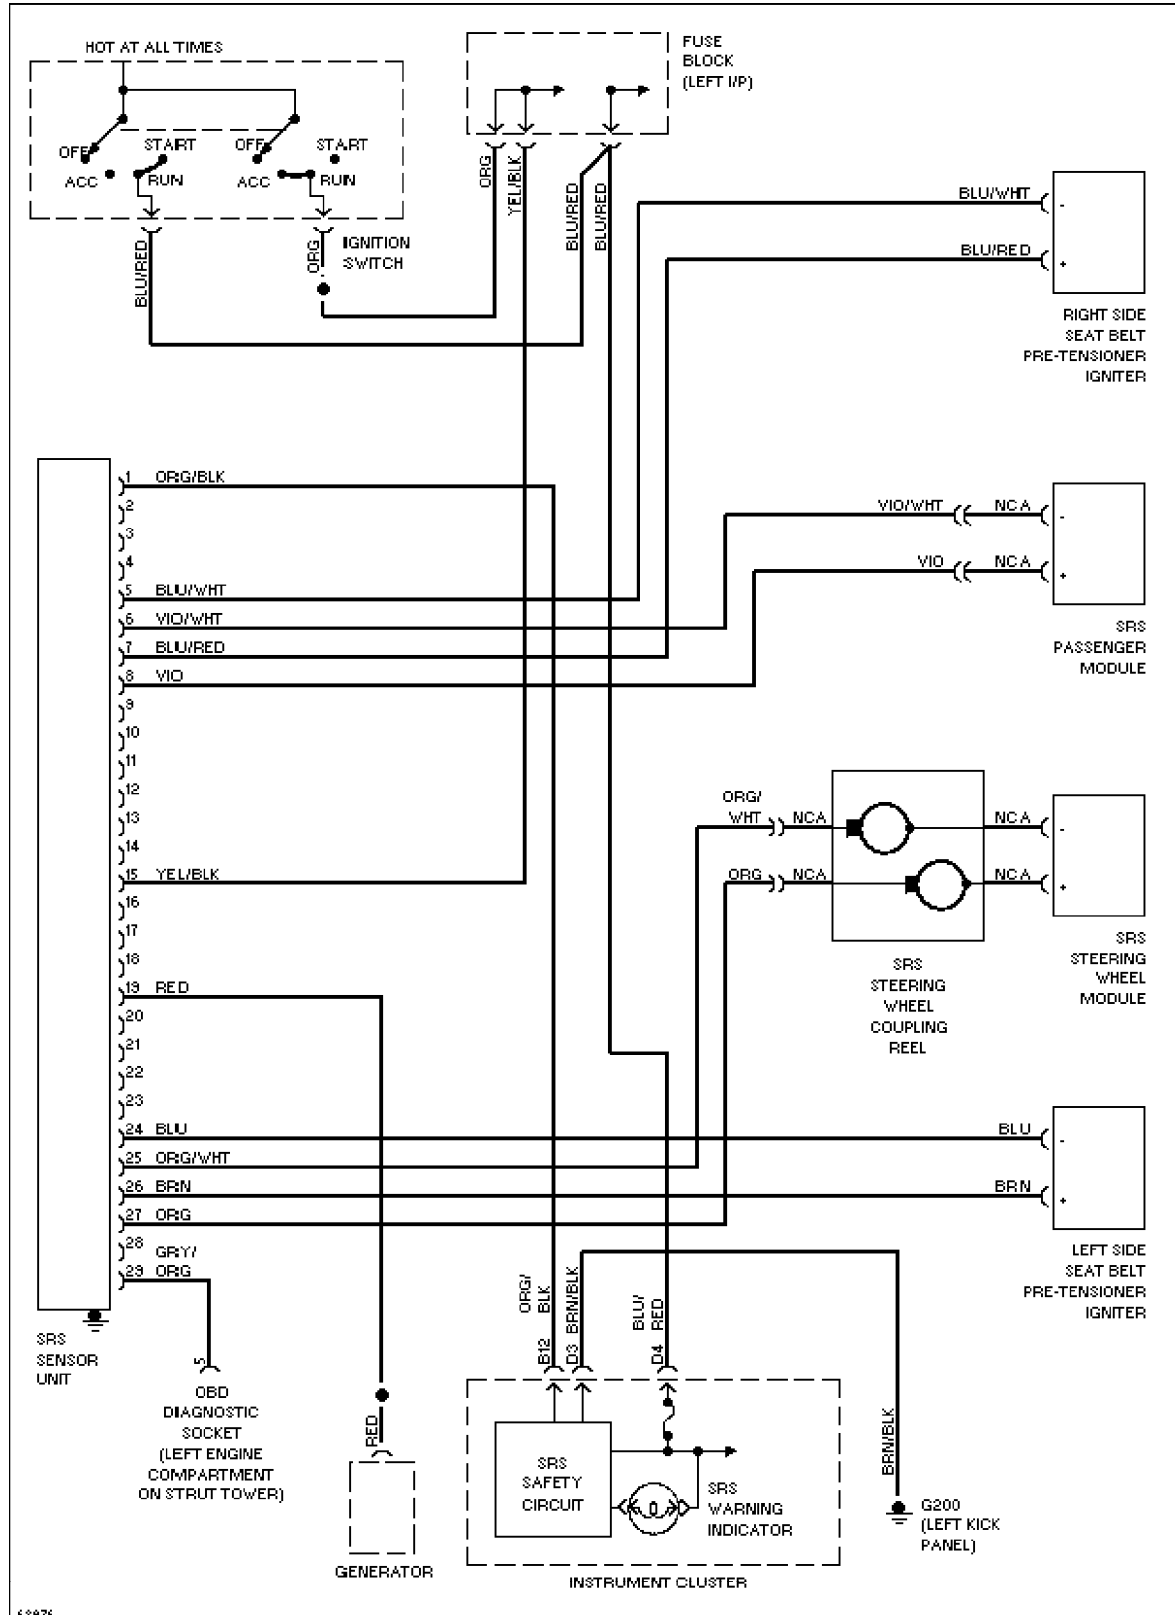 HOT AT ALL TIMES
FUSE
BLOCK
(LEFT I/P)
OFF
START
ACC
RUN
OFF
START
ACC
RUN
IGNITION
SWITCH
BLU/RED
ORG
ORG
YEL/BLK
BLU/RED
BLU/RED
BLU/WHT
-
BLU/RED
+
RIGHT SIDE
SEAT BELT
PRE-TENSIONER
IGNITER
1 ORG/BLK
2
3
4
5 BLU/WHT
6 VIO/WHT
7 BLU/RED
8 VIO
9
10
11
12
13
14
15 YEL/BLK
16
17
18
19 RED
20
21
22
23
24 BLU
25 ORG/WHT
26 BRN
27 ORG
28 GRY/
29 ORG
SRS
SENSOR
UNIT
VIO/WHT NCA -
VIO NCA +
SRS
PASSENGER
MODULE
ORG/
WHT NCA NCA -
ORG NCA NCA +
SRS
STEERING
WHEEL
COUPLING
REEL
SRS
STEERING
WHEEL
MODULE
BLU -
BRN +
LEFT SIDE
SEAT BELT
PRE-TENSIONER
IGNITER
5
OBD
DIAGNOSTIC
SOCKET
(LEFT ENGINE
COMPARTMENT
ON STRUT TOWER)
RED
GENERATOR
ORG/
BLK
BRN/BLK
BLU/
RED
B12
D3
D4
SRS
SAFETY
CIRCUIT
SRS
WARNING
INDICATOR
INSTRUMENT CLUSTER
BRN/BLK
G200
(LEFT KICK
PANEL)